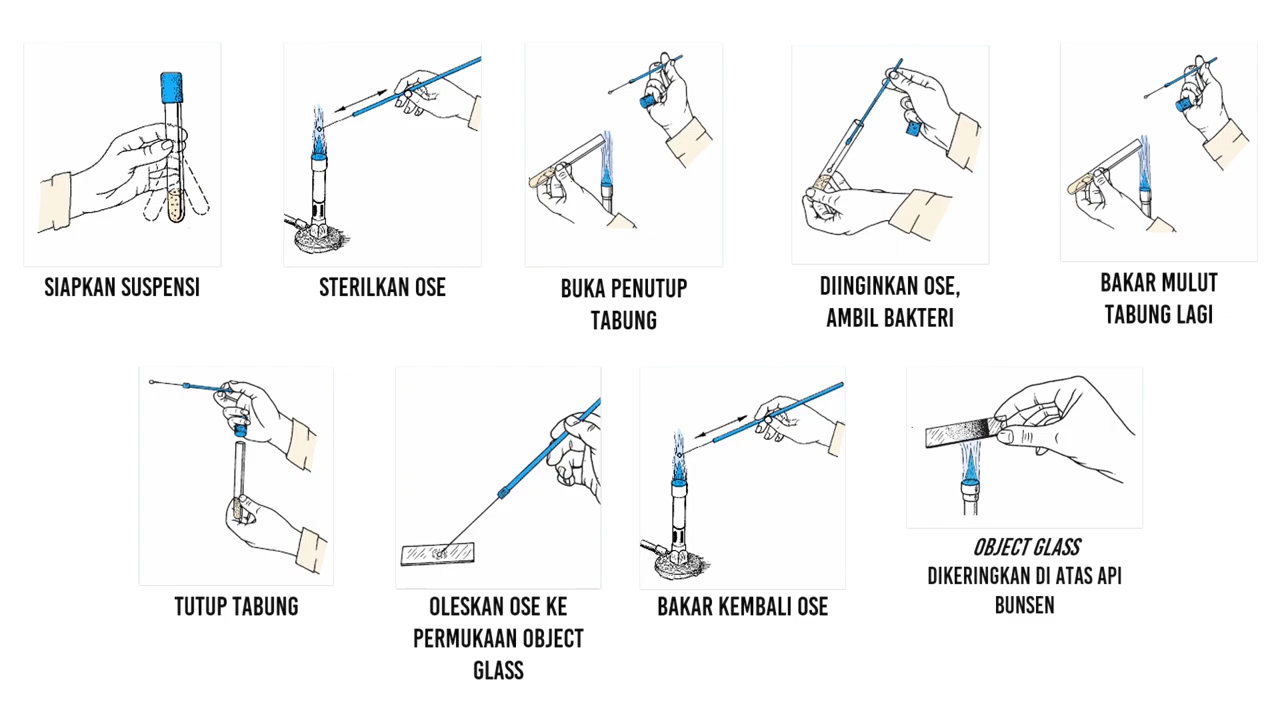 SIAPKAN SUSPENSI
STERILKAN OSE
BUKA PENUTUP
TABUNG
DIINGINKAN OSE,
AMBIL BAKTERI
BAKAR MULUT
TABUNG LAGI
TUTUP TABUNG
OLESKAN OSE KE
PERMUKAAN OBJECT
GLASS
BAKAR KEMBALI OSE
OBJECT GLASS
DIKERINGKAN DI ATAS API
BUNSEN